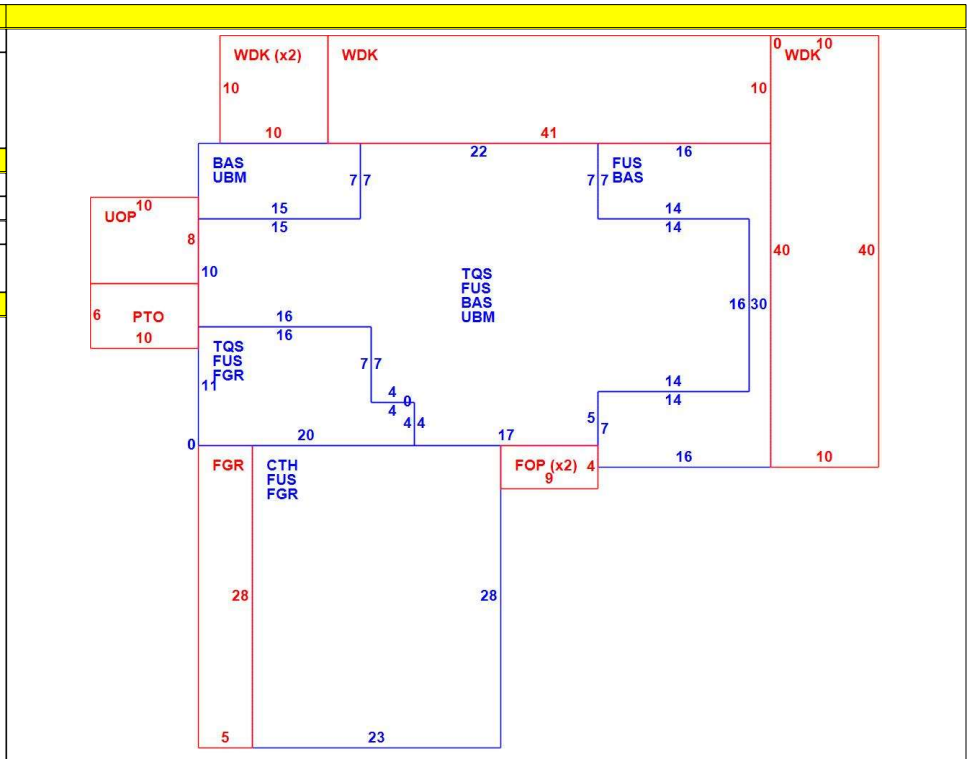 WDK (x2)
WDK
0
10
WDK
10
10
10
41
22
16
BAS
UBM
7
7
7
7
FUS
BAS
15
15
14
14
10
UOP
8
10
40
40
TQS
FUS
BAS
UBM
16
30
6
PTO
10
16
16
TQS
FUS
FGR
11
7
7
4
0
4
4
4
14
14
5
7
0
20
17
16
10
FGR
CTH
FUS
FGR
FOP (x2)
4
9
28
28
5
23